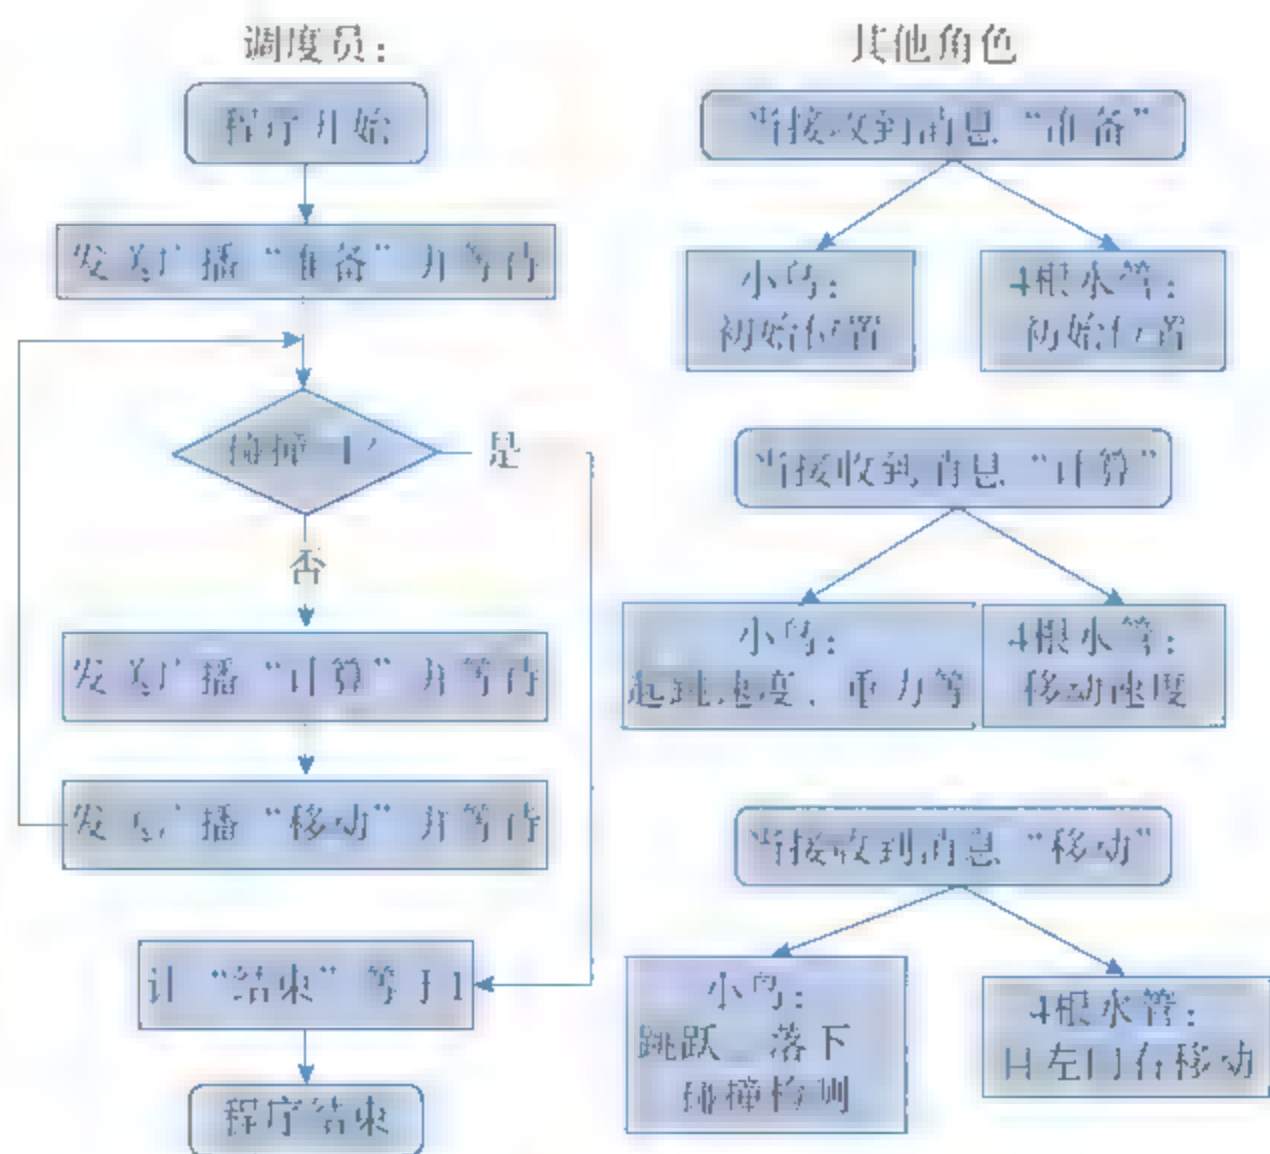 调度员：
程序开始
发送广播“准备”并等待
碰撞=1?
是
否
发送广播“计算”并等待
发送广播“移动”并等待
让“结束”等于1
程序结束
其他角色
当接收到消息“准备”
小鸟：
初始位置
4根水管：
初始位置
当接收到消息“计算”
小鸟：
起跳速度、重力等
4根水管：
移动速度
当接收到消息“移动”
小鸟：
跳跃 落下
碰撞检测
4根水管：
左 右移动